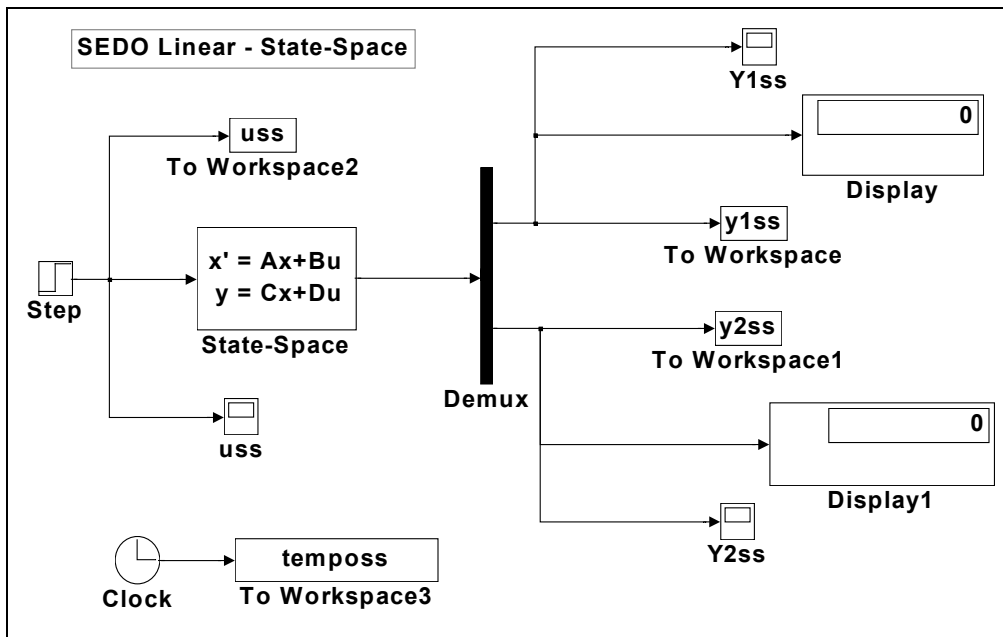 SEDO Linear - State-Space
Y1ss
0
Display
uss
To Workspace2
y1ss
To Workspace
x' = Ax+Bu
y = Cx+Du
State-Space
Step
y2ss
To Workspace1
Demux
uss
0
Display1
Y2ss
temposs
To Workspace3
Clock